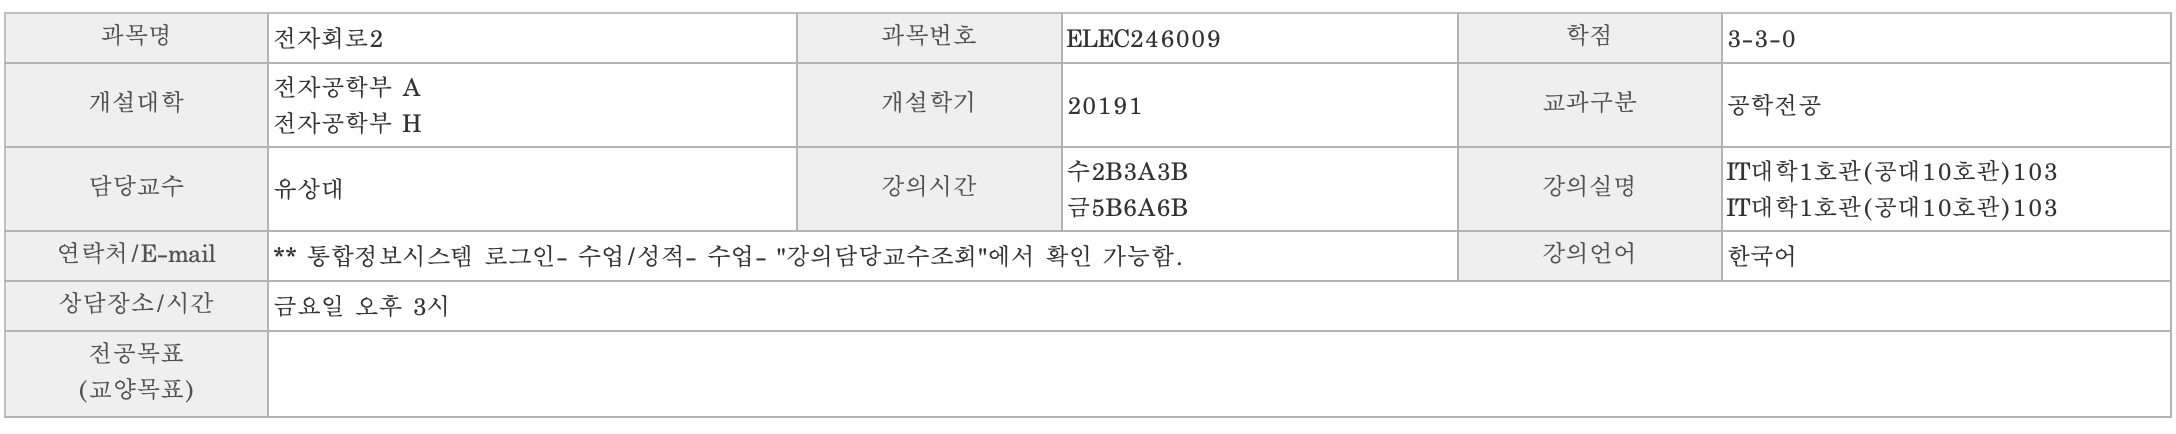 과목명 전자회로2 과목번호 ELEC246009 학점 3-3-0
개설대학 전자공학부 A 개설학기 20191 교과구분 공학전공
전자공학부 H
담당교수 유상대 강의시간 수2B3A3B 강의실명 IT대학1호관(공대10호관)103
금5B6A6B IT대학1호관(공대10호관)103
연락처/E-mail ** 통합정보시스템 로그인- 수업/성적- 수업- "강의담당교수조회"에서 확인 가능함. 강의언어 한국어
상담장소/시간 금요일 오후 3시
전공목표
(교양목표)